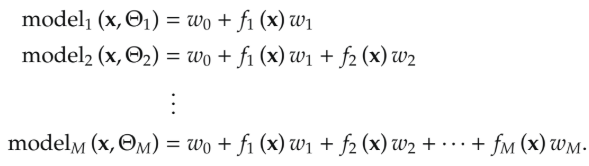 model₁ (x, Θ₁) = w₀ + f₁ (x) w₁
model₂ (x, Θ₂) = w₀ + f₁ (x) w₁ + f₂ (x) w₂
⋮
model_M (x, Θ_M) = w₀ + f₁ (x) w₁ + f₂ (x) w₂ + ⋯ + f_M (x) w_M.